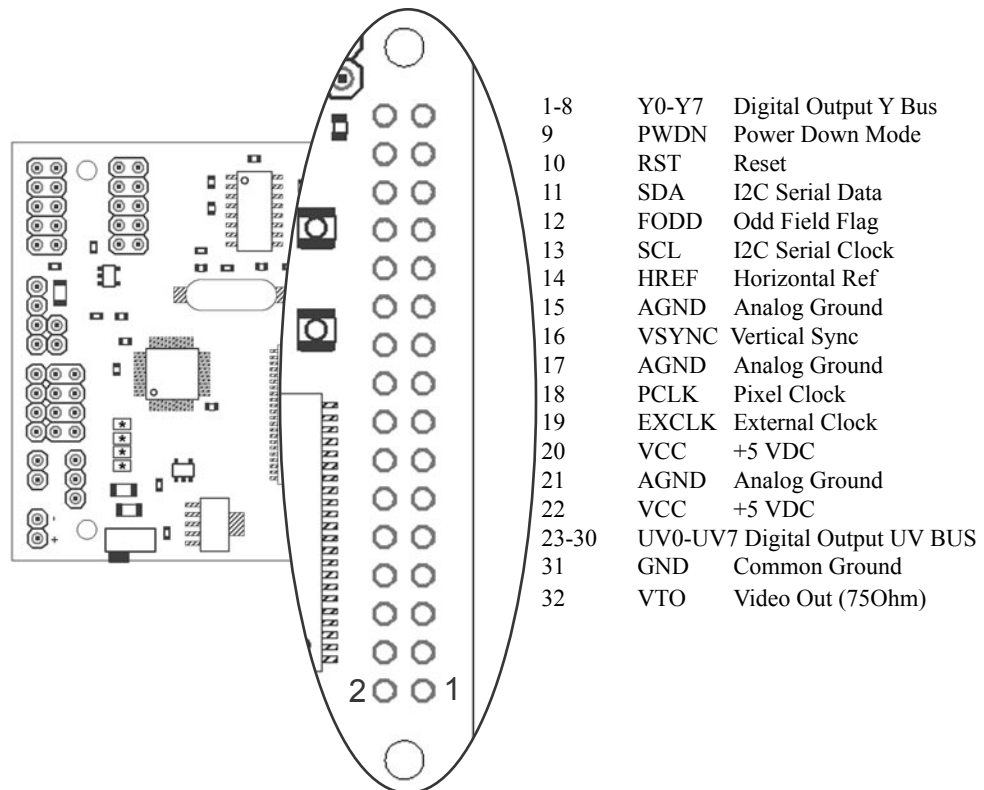 1-8 Y0-Y7 Digital Output Y Bus
9 PWDN Power Down Mode
10 RST Reset
11 SDA I2C Serial Data
12 FODD Odd Field Flag
13 SCL I2C Serial Clock
14 HREF Horizontal Ref
15 AGND Analog Ground
16 VSYNC Vertical Sync
17 AGND Analog Ground
18 PCLK Pixel Clock
19 EXCLK External Clock
20 VCC +5 VDC
21 AGND Analog Ground
22 VCC +5 VDC
23-30 UV0-UV7 Digital Output UV BUS
31 GND Common Ground
32 VTO Video Out (75Ohm)
2 1
-
+